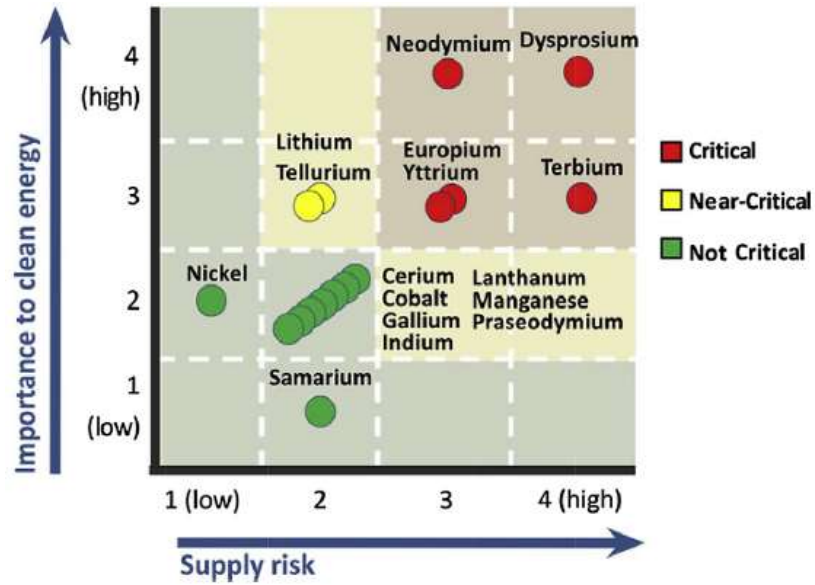 Importance to clean energy
4
(high)
3
2
1
(low)
Neodymium
Dysprosium
Lithium
Tellurium
Europium
Yttrium
Terbium
Nickel
Cerium
Cobalt
Gallium
Indium
Lanthanum
Manganese
Praseodymium
Samarium
1 (low)
2
3
4 (high)
Supply risk
Critical
Near-Critical
Not Critical